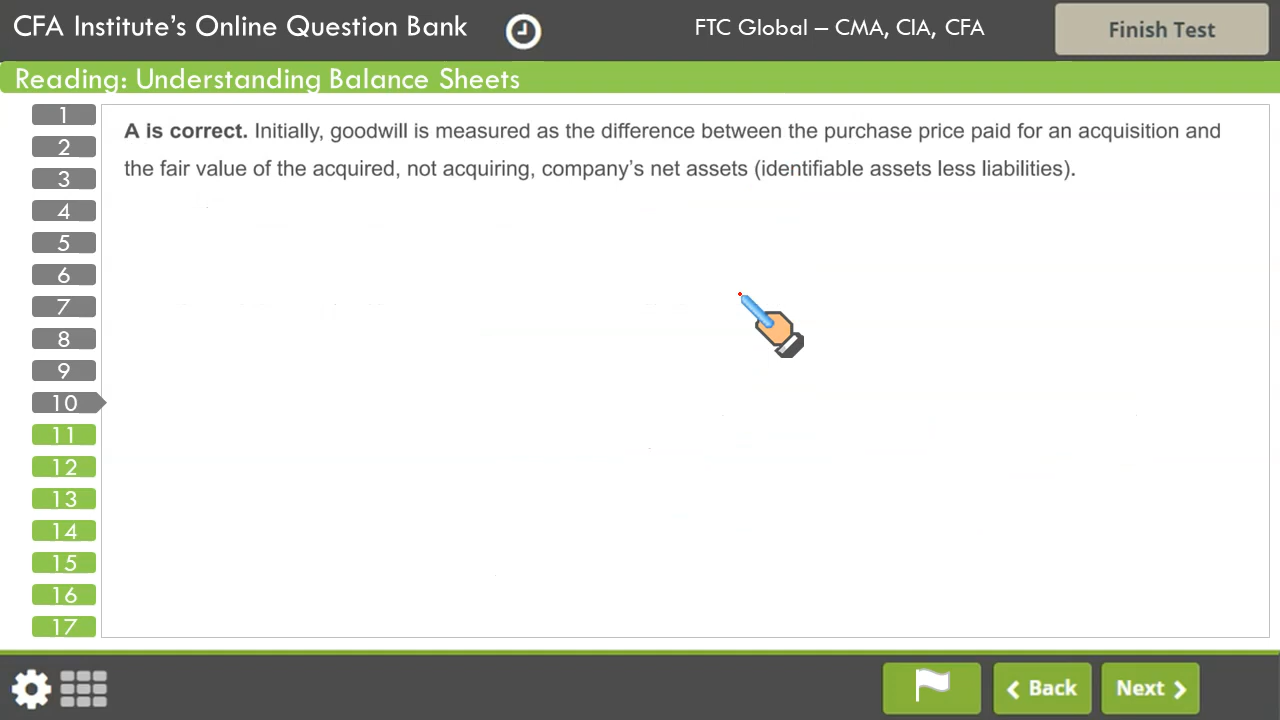 CFA Institute’s Online Question Bank
FTC Global – CMA, CIA, CFA
Finish Test
Reading: Understanding Balance Sheets
1
2
3
4
5
6
7
8
9
10
11
12
13
14
15
16
17
A is correct. Initially, goodwill is measured as the difference between the purchase price paid for an acquisition and
the fair value of the acquired, not acquiring, company’s net assets (identifiable assets less liabilities).
Back
Next